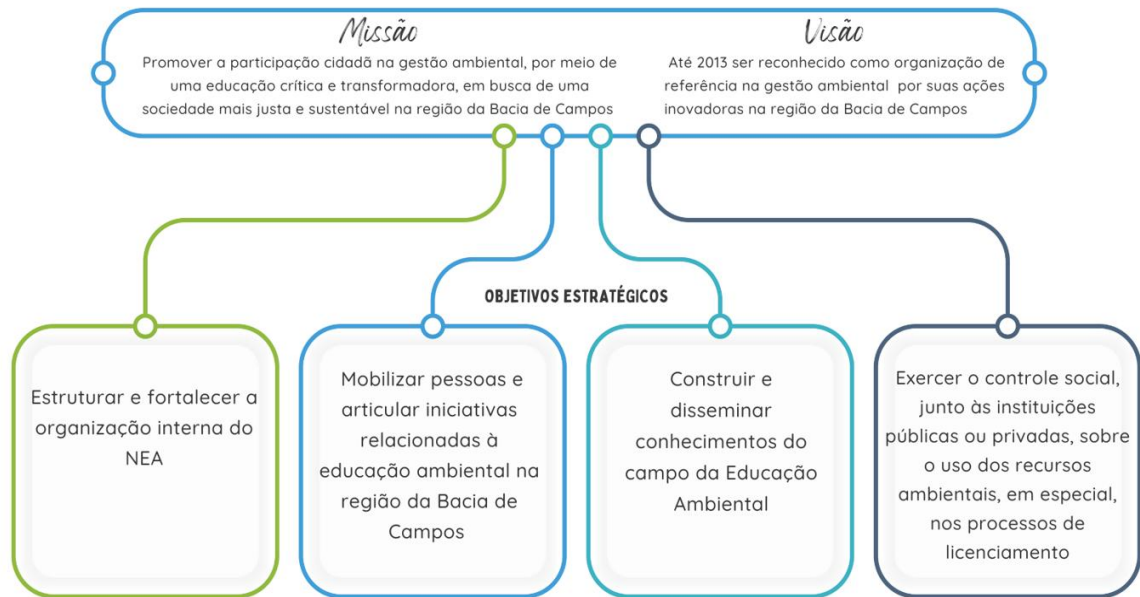 Missão
Promover a participação cidadã na gestão ambiental, por meio de
uma educação crítica e transformadora, em busca de uma
sociedade mais justa e sustentável na região da Bacia de Campos
Visão
Até 2013 ser reconhecido como organização de
referência na gestão ambiental por suas ações
inovadoras na região da Bacia de Campos
OBJETIVOS ESTRATÉGICOS
Estruturar e fortalecer a
organização interna do
NEA
Mobilizar pessoas e
articular iniciativas
relacionadas à
educação ambiental na
região da Bacia de
Campos
Construir e
disseminar
conhecimentos do
campo da Educação
Ambiental
Exercer o controle social,
junto às instituições
públicas ou privadas, sobre
o uso dos recursos
ambientais, em especial,
nos processos de
licenciamento